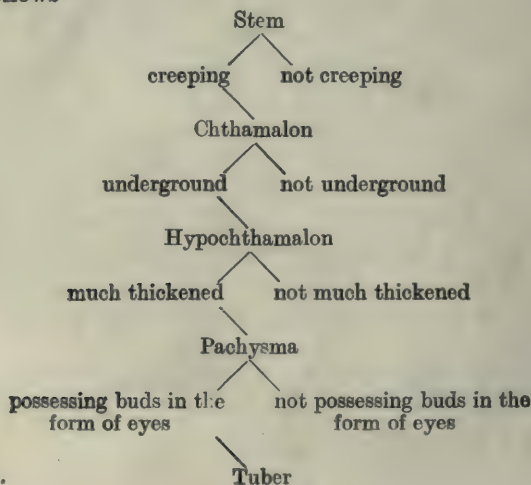 Stem
creeping not creeping
Chthamalon
underground not underground
Hypochthamalon
much thickened not much thickened
Pachysma
possessing buds in the not possessing buds in the
form of eyes form of eyes
Tuber